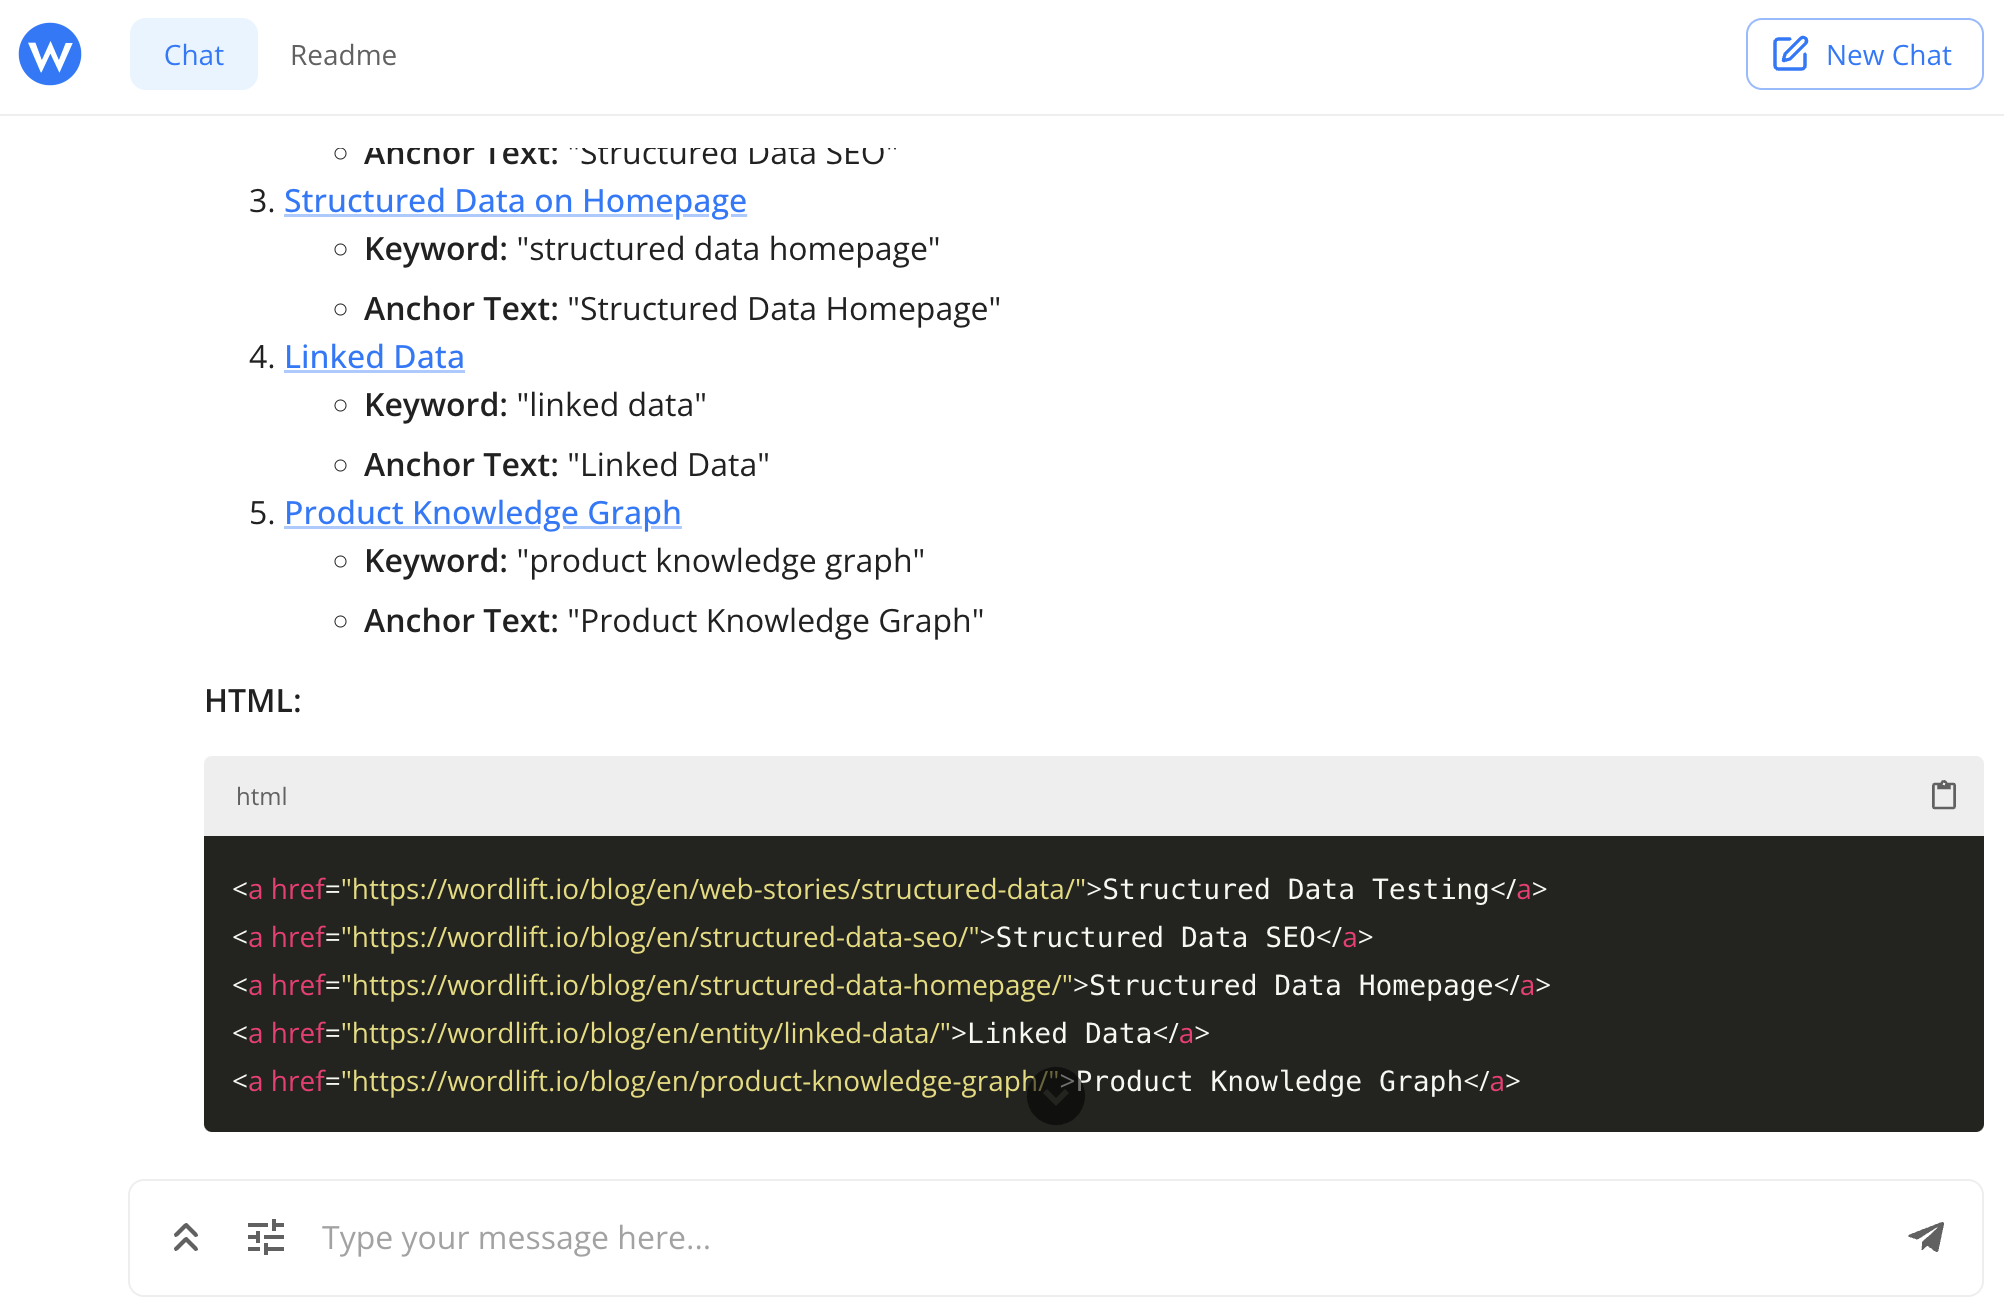 W
Chat
Readme
New Chat
Anchor Text: "Structured Data SEO"
3. Structured Data on Homepage
Keyword: "structured data homepage"
Anchor Text: "Structured Data Homepage"
4. Linked Data
Keyword: "linked data"
Anchor Text: "Linked Data"
5. Product Knowledge Graph
Keyword: "product knowledge graph"
Anchor Text: "Product Knowledge Graph"
HTML:
html
<a href="https://wordlift.io/blog/en/web-stories/structured-data/">Structured Data Testing</a>
<a href="https://wordlift.io/blog/en/structured-data-seo/">Structured Data SEO</a>
<a href="https://wordlift.io/blog/en/structured-data-homepage/">Structured Data Homepage</a>
<a href="https://wordlift.io/blog/en/entity/linked-data/">Linked Data</a>
<a href="https://wordlift.io/blog/en/product-knowledge-graph/">Product Knowledge Graph</a>
Type your message here...